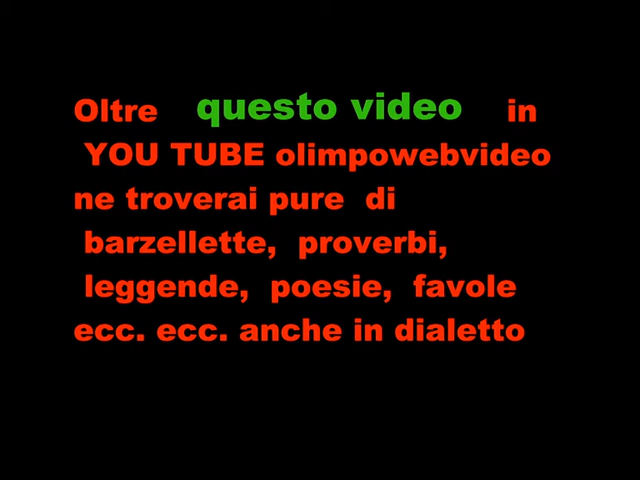 Oltre questo video in
YOU TUBE olimpowebvideo
ne troverai pure di
barzellette, proverbi,
leggende, poesie, favole
ecc. ecc. anche in dialetto